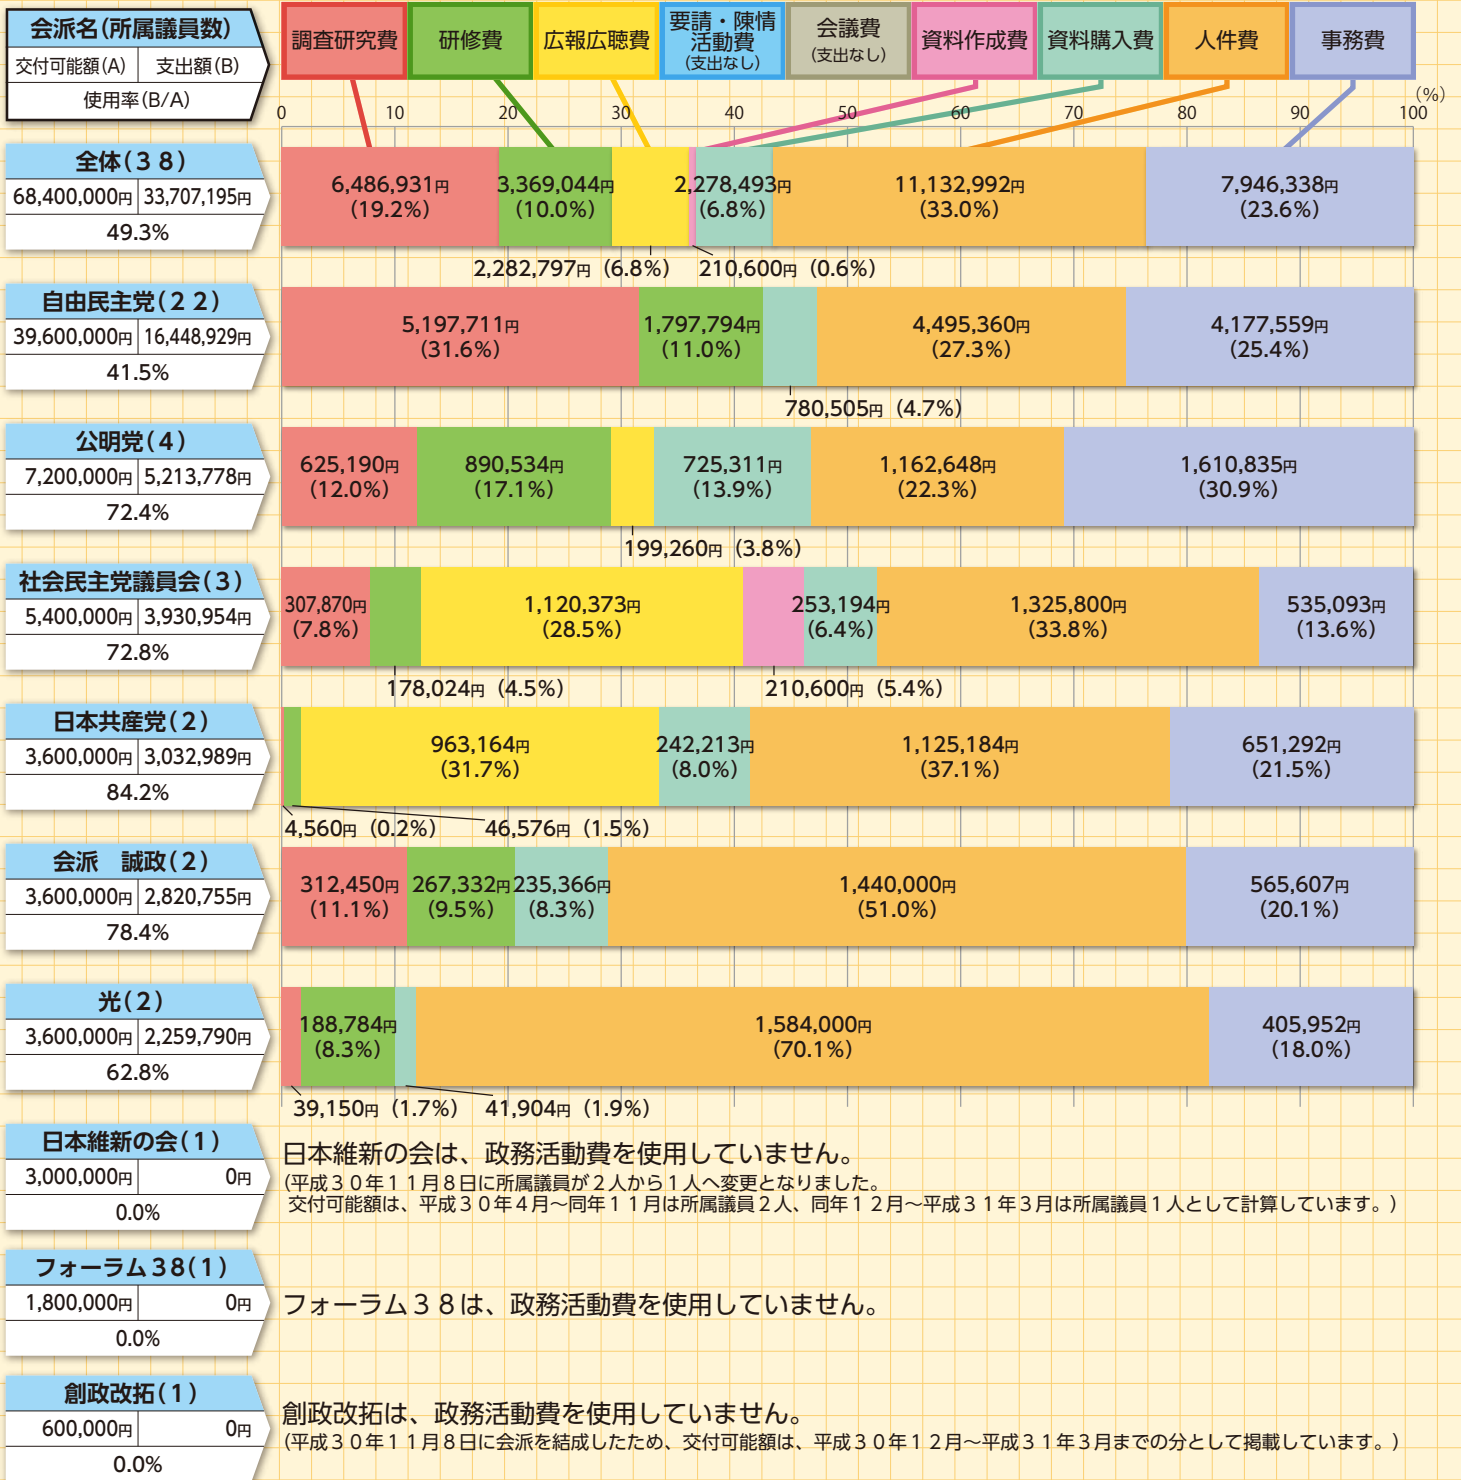 会派名(所属議員数)
交付可能額(A) 支出額(B)
使用率(B/A)
調査研究費
研修費
広報広聴費
要請・陳情
活動費
(支出なし)
会議費
(支出なし)
資料作成費
資料購入費
人件費
事務費
(%)
0 10 20 30 40 50 60 70 80 90 100
全体(38)
68,400,000円 33,707,195円
49.3%
6,486,931円
(19.2%)
3,369,044円
(10.0%)
2,278,493円
(6.8%)
11,132,992円
(33.0%)
7,946,338円
(23.6%)
2,282,797円 (6.8%) 210,600円 (0.6%)
自由民主党(22)
39,600,000円 16,448,929円
41.5%
5,197,711円
(31.6%)
1,797,794円
(11.0%)
4,495,360円
(27.3%)
4,177,559円
(25.4%)
780,505円 (4.7%)
公明党(4)
7,200,000円 5,213,778円
72.4%
625,190円
(12.0%)
890,534円
(17.1%)
725,311円
(13.9%)
1,162,648円
(22.3%)
1,610,835円
(30.9%)
199,260円 (3.8%)
社会民主党議員会(3)
5,400,000円 3,930,954円
72.8%
307,870円
(7.8%)
1,120,373円
(28.5%)
253,194円
(6.4%)
1,325,800円
(33.8%)
535,093円
(13.6%)
178,024円 (4.5%) 210,600円 (5.4%)
日本共産党(2)
3,600,000円 3,032,989円
84.2%
963,164円
(31.7%)
242,213円
(8.0%)
1,125,184円
(37.1%)
651,292円
(21.5%)
4,560円 (0.2%) 46,576円 (1.5%)
会派 誠政(2)
3,600,000円 2,820,755円
78.4%
312,450円
(11.1%)
267,332円
(9.5%)
235,366円
(8.3%)
1,440,000円
(51.0%)
565,607円
(20.1%)
光(2)
3,600,000円 2,259,790円
62.8%
188,784円
(8.3%)
1,584,000円
(70.1%)
405,952円
(18.0%)
39,150円 (1.7%) 41,904円 (1.9%)
日本維新の会(1)
3,000,000円 0円
0.0%
日本維新の会は、政務活動費を使用していません。
(平成30年11月8日に所属議員が2人から1人へ変更となりました。
交付可能額は、平成30年4月〜同年11月は所属議員2人、同年12月〜平成31年3月は所属議員1人として計算しています。)
フォーラム38(1)
1,800,000円 0円
0.0%
フォーラム38は、政務活動費を使用していません。
創政改拓(1)
600,000円 0円
0.0%
創政改拓は、政務活動費を使用していません。
(平成30年11月8日に会派を結成したため、交付可能額は、平成30年12月〜平成31年3月までの分として掲載しています。)